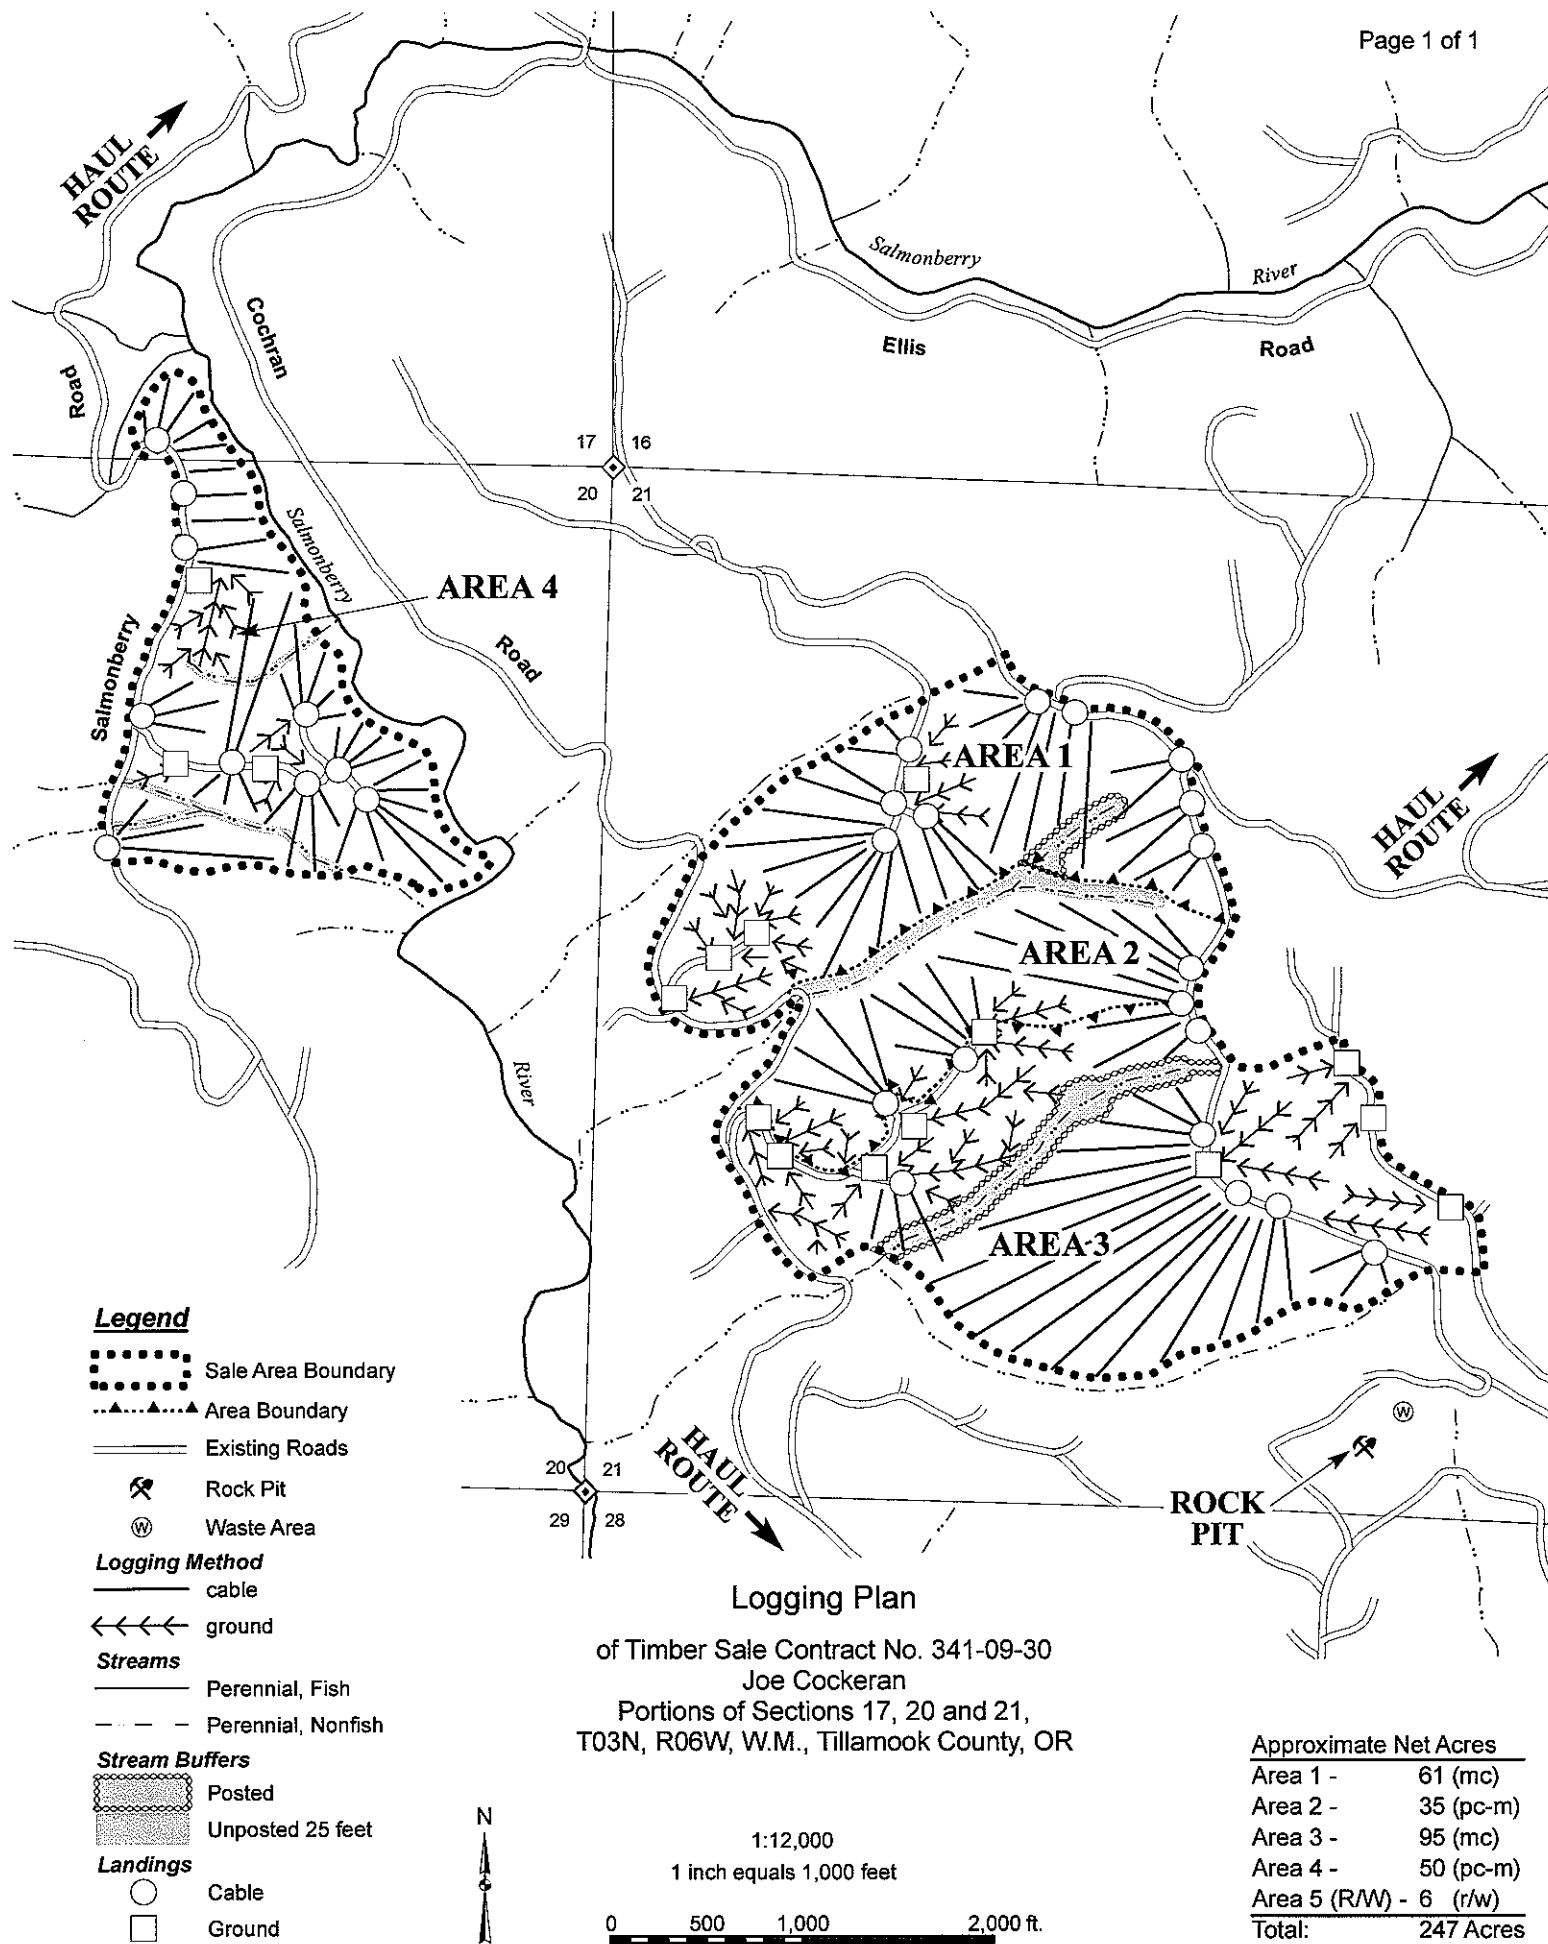 Page 1 of 1
HAUL
ROUTE
Salmonberry
River
Cochran
Ellis
Road
Road
17 16
20 21
Salmonberry
AREA 4
Salmonberry
Road
AREA 1
HAUL
ROUTE
AREA 2
River
AREA 3
HAUL
ROUTE
W
20 21
29 28
ROCK
PIT
Legend
Sale Area Boundary
Area Boundary
Existing Roads
Rock Pit
W Waste Area
Logging Method
cable
ground
Streams
Perennial, Fish
Perennial, Nonfish
Stream Buffers
Posted
Unposted 25 feet
Landings
Cable
Ground
N
Logging Plan
of Timber Sale Contract No. 341-09-30
Joe Cockeran
Portions of Sections 17, 20 and 21,
T03N, R06W, W.M., Tillamook County, OR
1:12,000
1 inch equals 1,000 feet
0 500 1,000 2,000 ft.
Approximate Net Acres
Area 1 - 61 (mc)
Area 2 - 35 (pc-m)
Area 3 - 95 (mc)
Area 4 - 50 (pc-m)
Area 5 (R/W) - 6 (r/w)
Total: 247 Acres